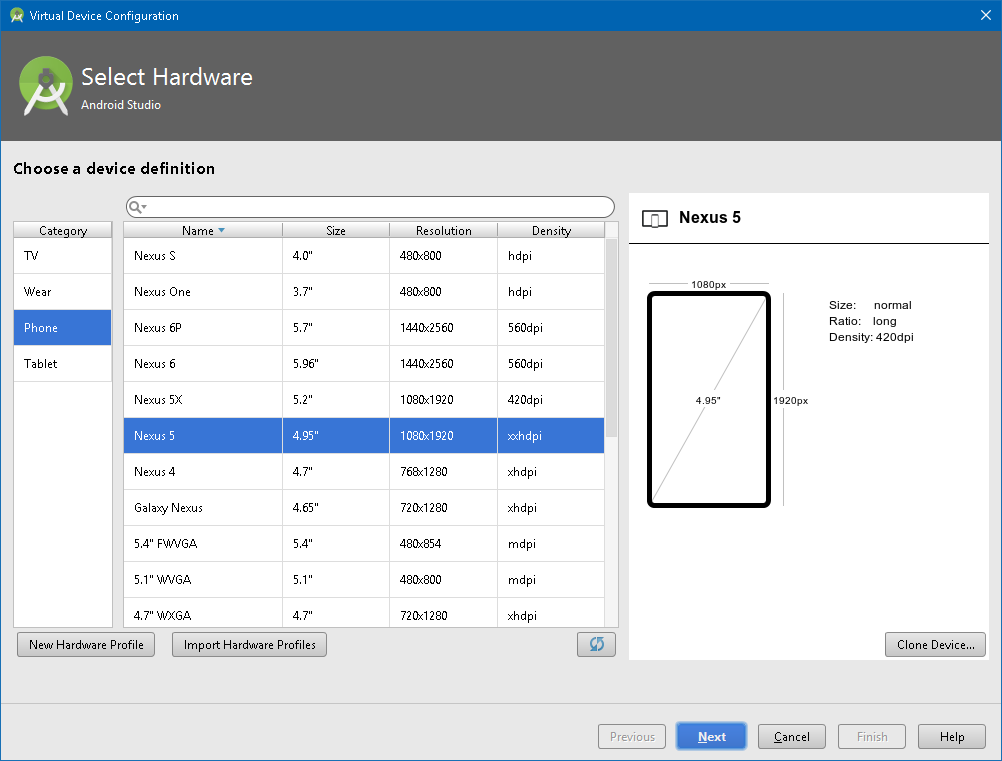 Virtual Device Configuration
Select Hardware
Android Studio
Choose a device definition
Category
TV
Wear
Phone
Tablet
Name Size Resolution Density
Nexus S 4.0" 480x800 hdpi
Nexus One 3.7" 480x800 hdpi
Nexus 6P 5.7" 1440x2560 560dpi
Nexus 6 5.96" 1440x2560 560dpi
Nexus 5X 5.2" 1080x1920 420dpi
Nexus 5 4.95" 1080x1920 xxhdpi
Nexus 4 4.7" 768x1280 xhdpi
Galaxy Nexus 4.65" 720x1280 xhdpi
5.4" FWVGA 5.4" 480x854 mdpi
5.1" WVGA 5.1" 480x800 mdpi
4.7" WXGA 4.7" 720x1280 xhdpi
New Hardware Profile Import Hardware Profiles
Nexus 5
1080px
4.95"
1920px
Size: normal
Ratio: long
Density: 420dpi
Clone Device...
Previous Next Cancel Finish Help